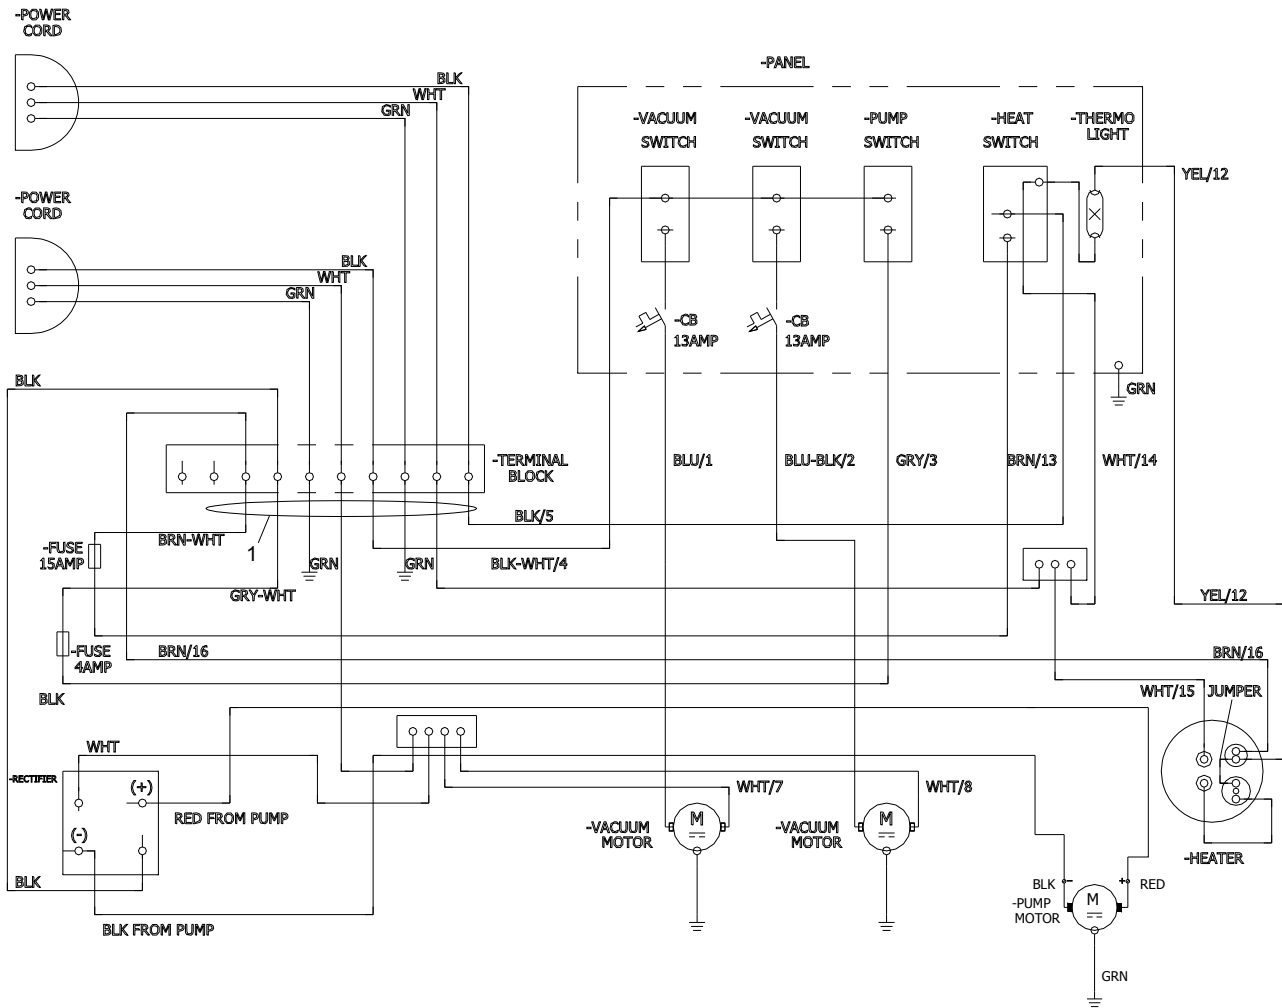 -POWER
CORD
BLK
WHT
GRN
-PANEL
-VACUUM
SWITCH
-VACUUM
SWITCH
-PUMP
SWITCH
-HEAT
SWITCH
-THERMO
LIGHT
YEL/12
-POWER
CORD
BLK
WHT
GRN
-CB
13AMP
-CB
13AMP
GRN
BLK
-TERMINAL
BLOCK
BLU/1
BLU-BLK/2
GRY/3
BRN/13
WHT/14
BLK/5
BRN-WHT
1
-FUSE
15AMP
GRN
GRN
BLK-WHT/4
GRY-WHT
YEL/12
-FUSE
4AMP
BRN/16
BRN/16
BLK
WHT/15
JUMPER
WHT
-RECTIFIER
(+)
(-)
RED FROM PUMP
WHT/7
WHT/8
-VACUUM
MOTOR
M
-VACUUM
MOTOR
M
-HEATER
BLK
BLK
-
+
RED
-PUMP
MOTOR
M
BLK FROM PUMP
GRN